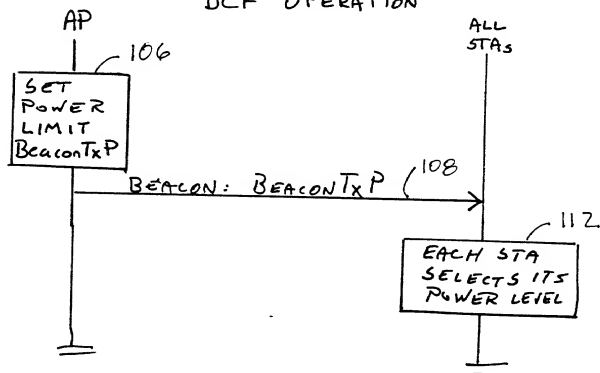 DCF OPERATION
AP
ALL
STAs
106
SET
POWER
LIMIT
BeaconTxP
BEACON: BEACONTxP
108
112
EACH STA
SELECTS ITS
POWER LEVEL